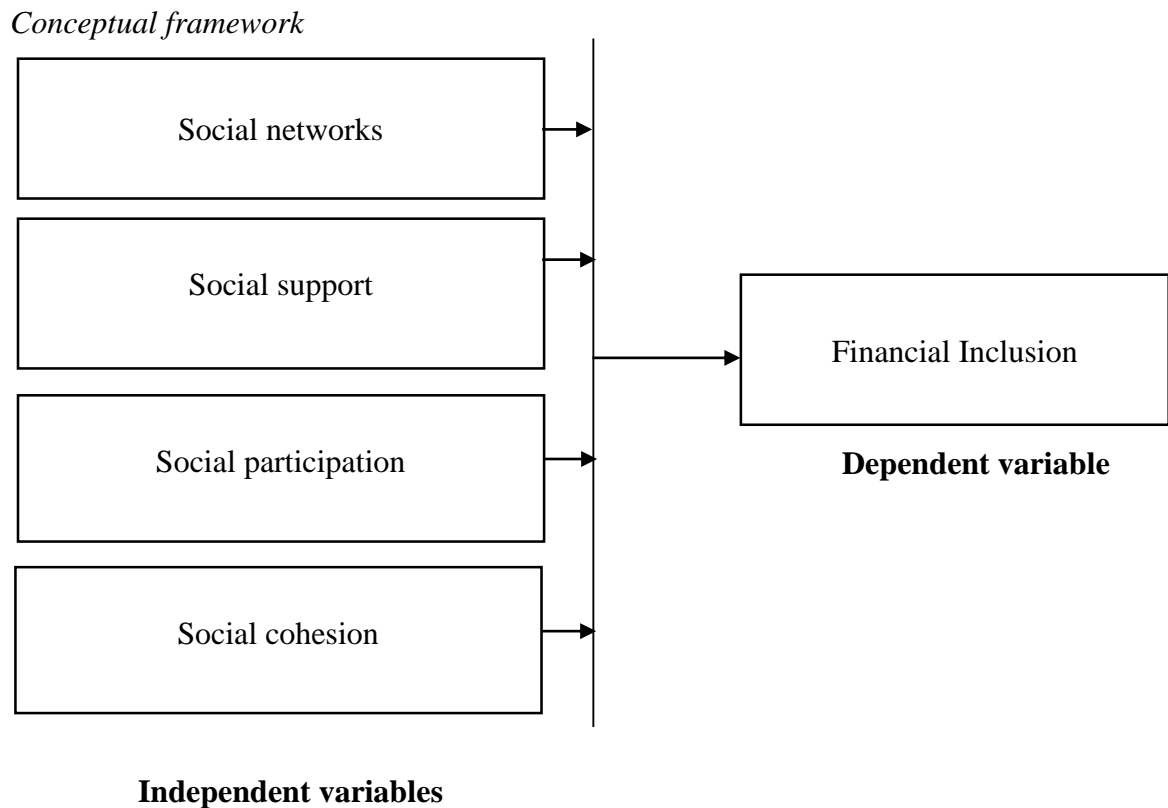 Conceptual framework
Social networks
Social support
Social participation
Social cohesion
Independent variables
Financial Inclusion
Dependent variable